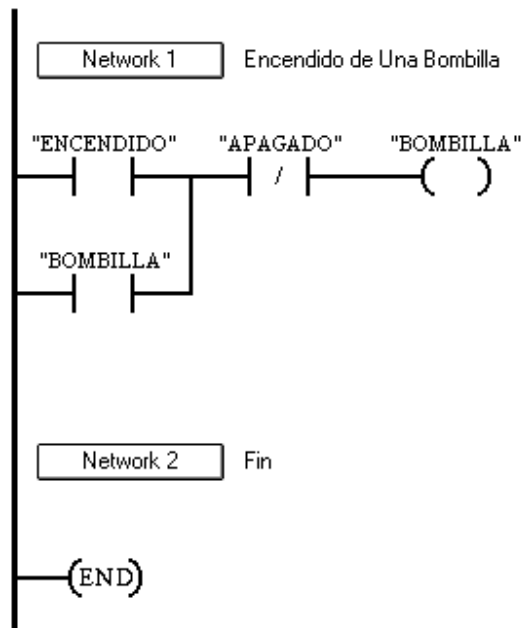 Network 1 Encendido de Una Bombilla
"ENCENDIDO" "APAGADO" "BOMBILLA"
/
"BOMBILLA"
Network 2 Fin
(END)